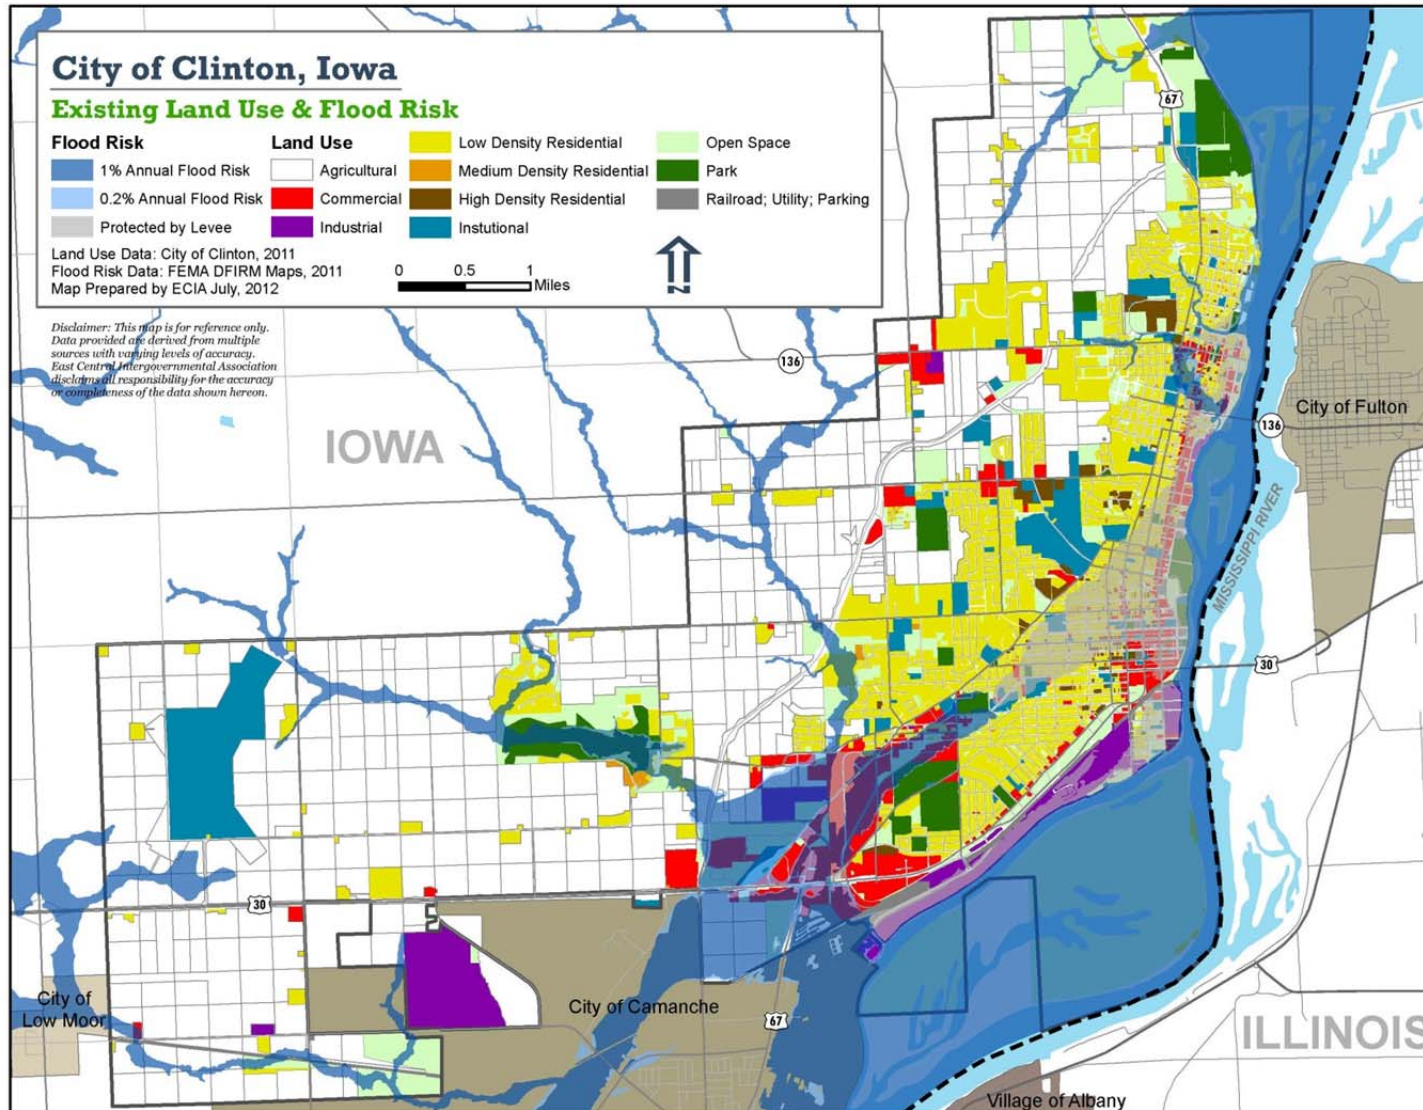 City of Clinton, Iowa
Existing Land Use & Flood Risk
Flood Risk
1% Annual Flood Risk
0.2% Annual Flood Risk
Protected by Levee
Land Use
Agricultural
Commercial
Industrial
Low Density Residential
Medium Density Residential
High Density Residential
Instutional
Open Space
Park
Railroad; Utility; Parking
Land Use Data: City of Clinton, 2011
Flood Risk Data: FEMA DFIRM Maps, 2011
Map Prepared by ECIA July, 2012
0 0.5 1
Miles
N
Disclaimer: This map is for reference only.
Data provided are derived from multiple
sources with varying levels of accuracy.
East Central Intergovernmental Association
disclaims all responsibility for the accuracy
or completeness of the data shown hereon.
67
136
IOWA
City of Fulton
136
MISSISSIPPI RIVER
30
30
City of
Low Moor
City of Camanche
67
ILLINOIS
Village of Albany